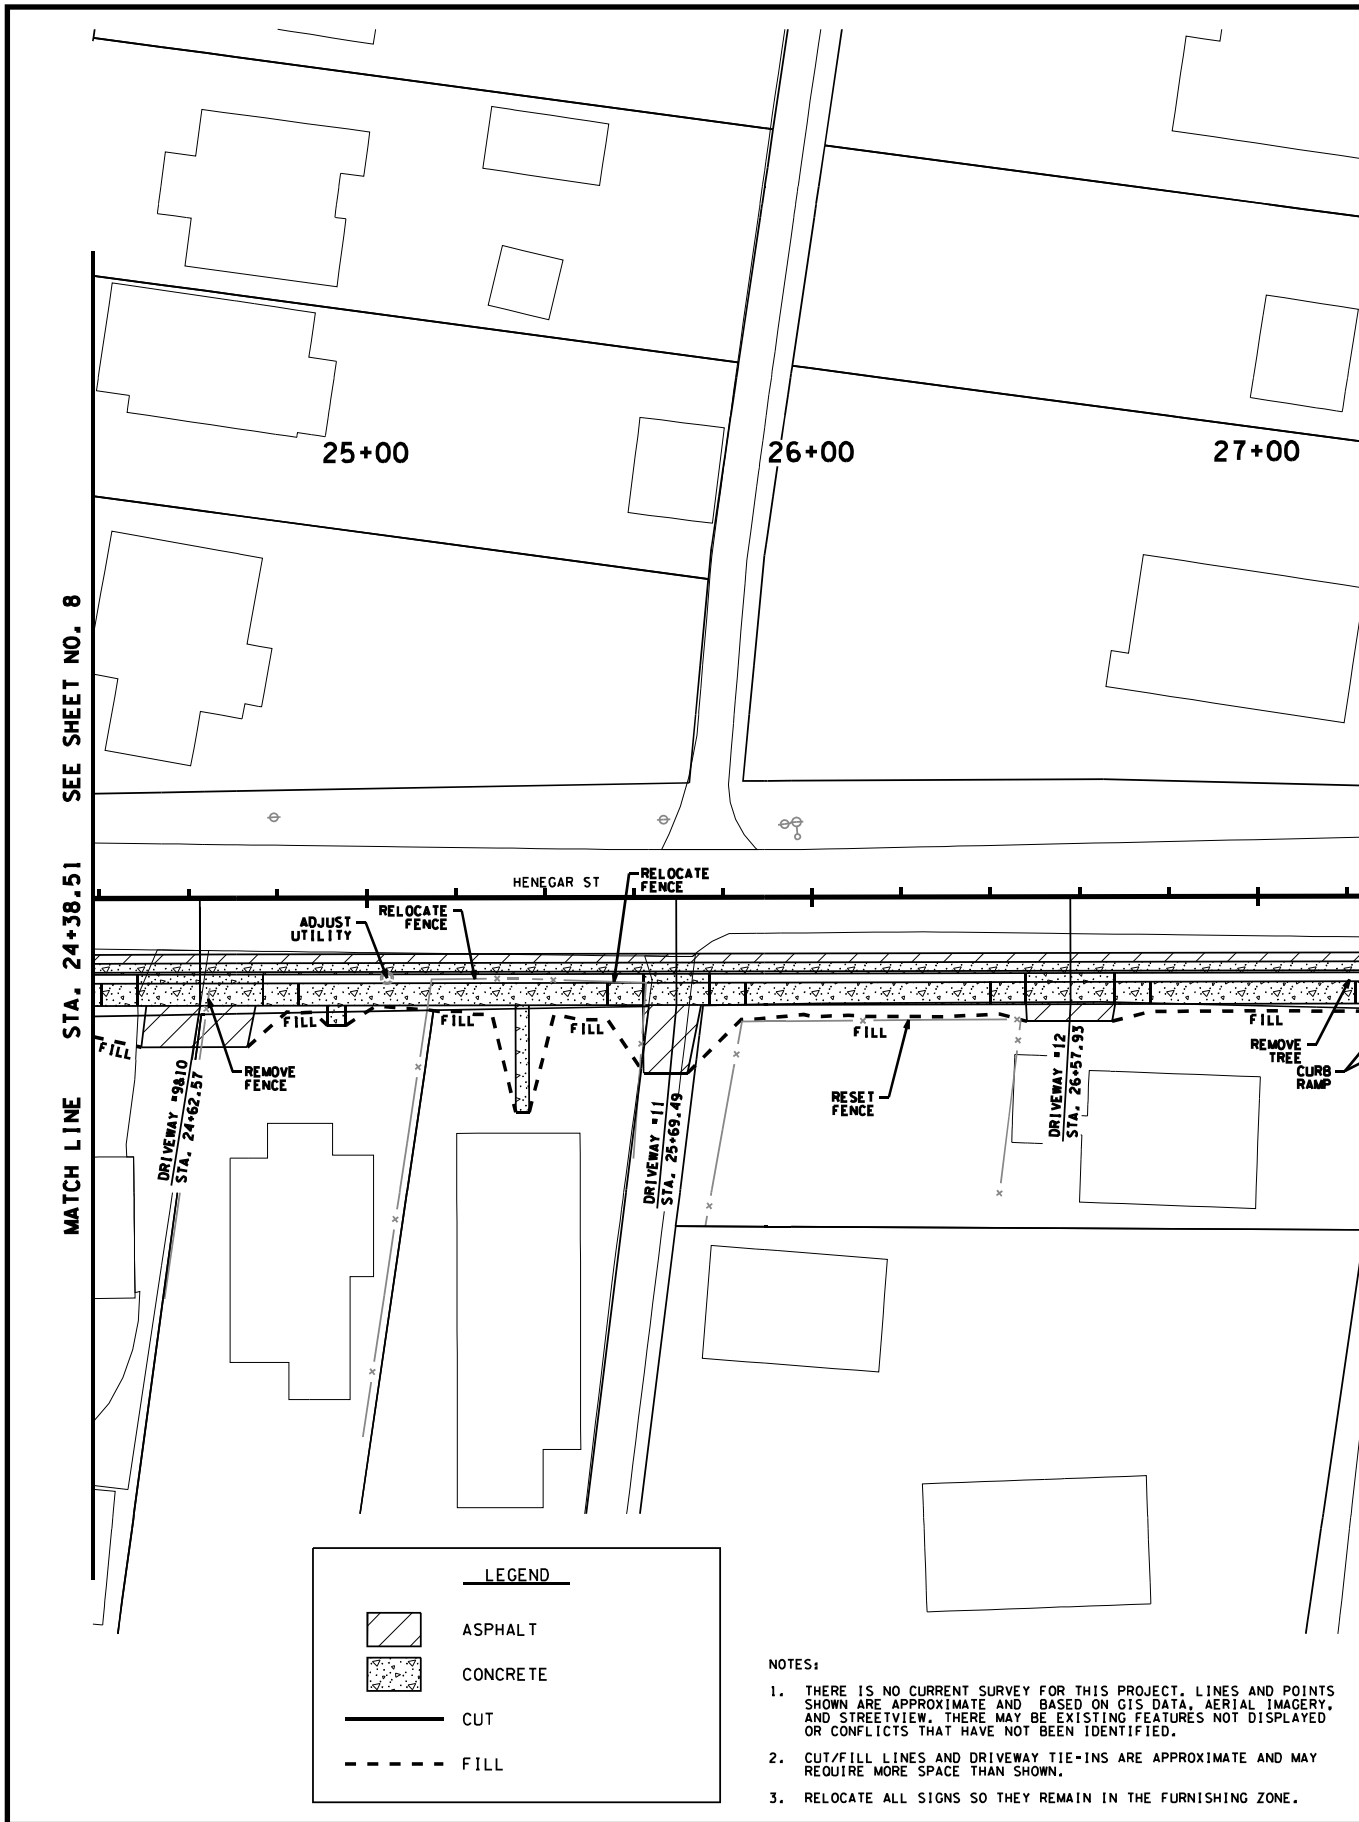 25+00
26+00
27+00
MATCH LINE STA. 24+38.51 SEE SHEET NO. 8
HENEGAR ST
RELOCATE
FENCE
RELOCATE
FENCE
ADJUST
UTILITY
FILL
FILL
FILL
FILL
FILL
FILL
REMOVE
FENCE
RESET
FENCE
REMOVE
TREE
CURB
RAMP
DRIVEWAY #9&10
STA. 24+62.57
DRIVEWAY #11
STA. 25+69.49
DRIVEWAY #12
STA. 26+57.93
LEGEND
ASPHALT
CONCRETE
CUT
FILL
NOTES:
1. THERE IS NO CURRENT SURVEY FOR THIS PROJECT. LINES AND POINTS
SHOWN ARE APPROXIMATE AND BASED ON GIS DATA, AERIAL IMAGERY,
AND STREETVIEW. THERE MAY BE EXISTING FEATURES NOT DISPLAYED
OR CONFLICTS THAT HAVE NOT BEEN IDENTIFIED.
2. CUT/FILL LINES AND DRIVEWAY TIE-INS ARE APPROXIMATE AND MAY
REQUIRE MORE SPACE THAN SHOWN.
3. RELOCATE ALL SIGNS SO THEY REMAIN IN THE FURNISHING ZONE.